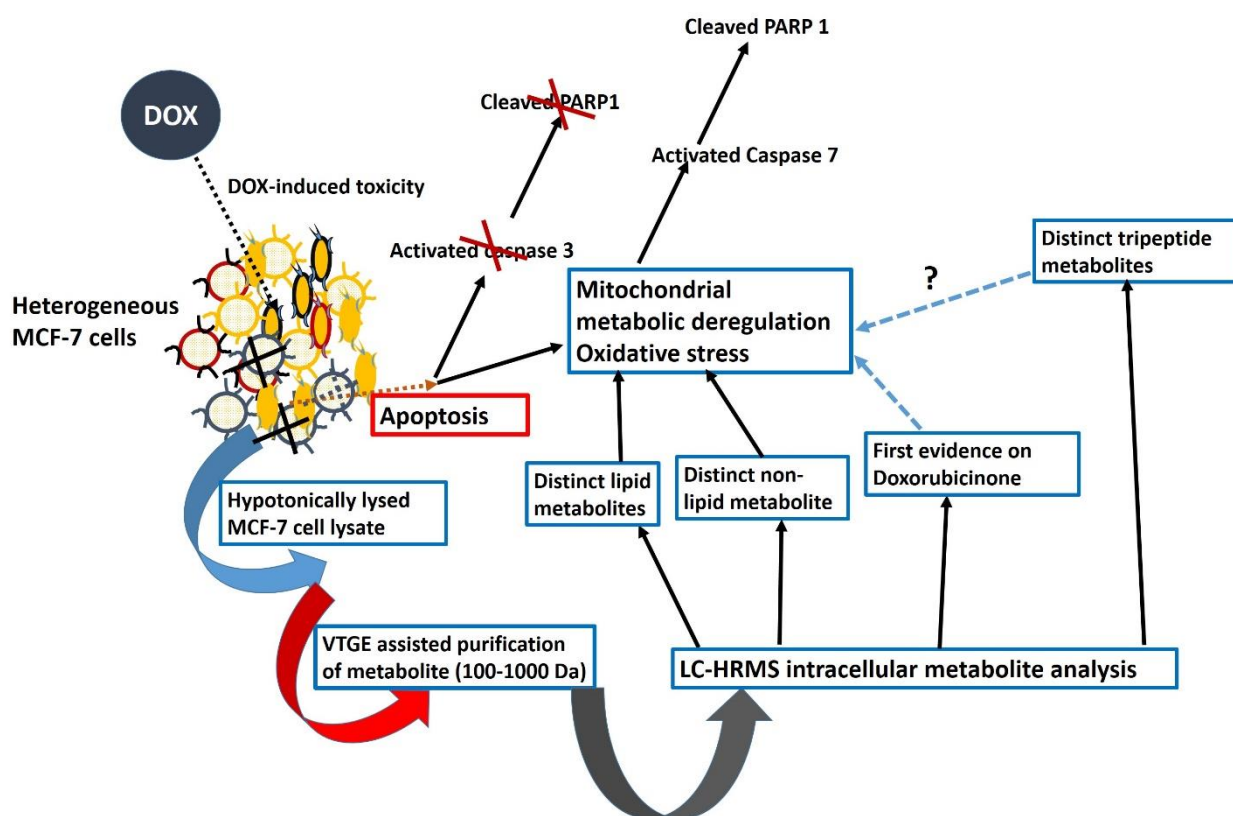 Cleaved PARP 1
DOX
Cleaved PARP1
Activated Caspase 7
DOX-induced toxicity
Activated caspase 3
Distinct tripeptide
metabolites
?
Heterogeneous
MCF-7 cells
Mitochondrial
metabolic deregulation
Oxidative stress
Apoptosis
First evidence on
Doxorubicinone
Distinct lipid
metabolites
Distinct non-
lipid metabolite
Hypotonically lysed
MCF-7 cell lysate
VTGE assisted purification
of metabolite (100-1000 Da)
LC-HRMS intracellular metabolite analysis